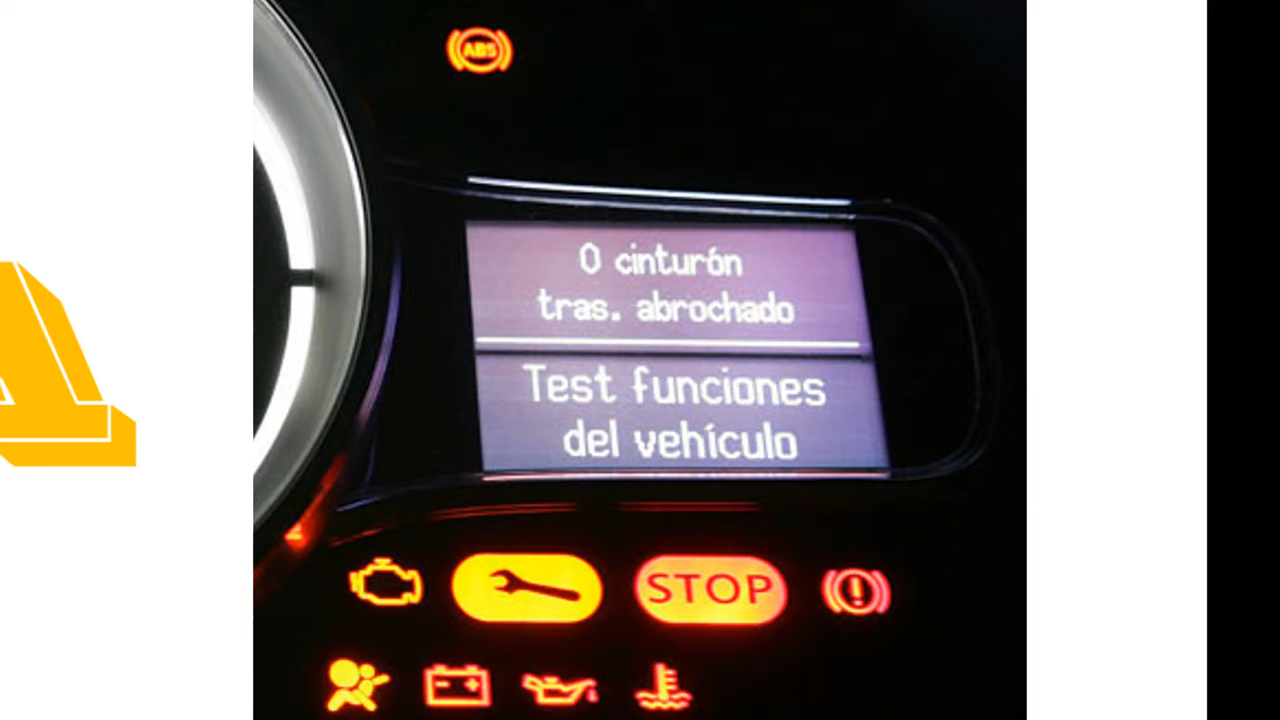 ABS
0 cinturón
tras. abrochado
Test funciones
del vehículo
STOP